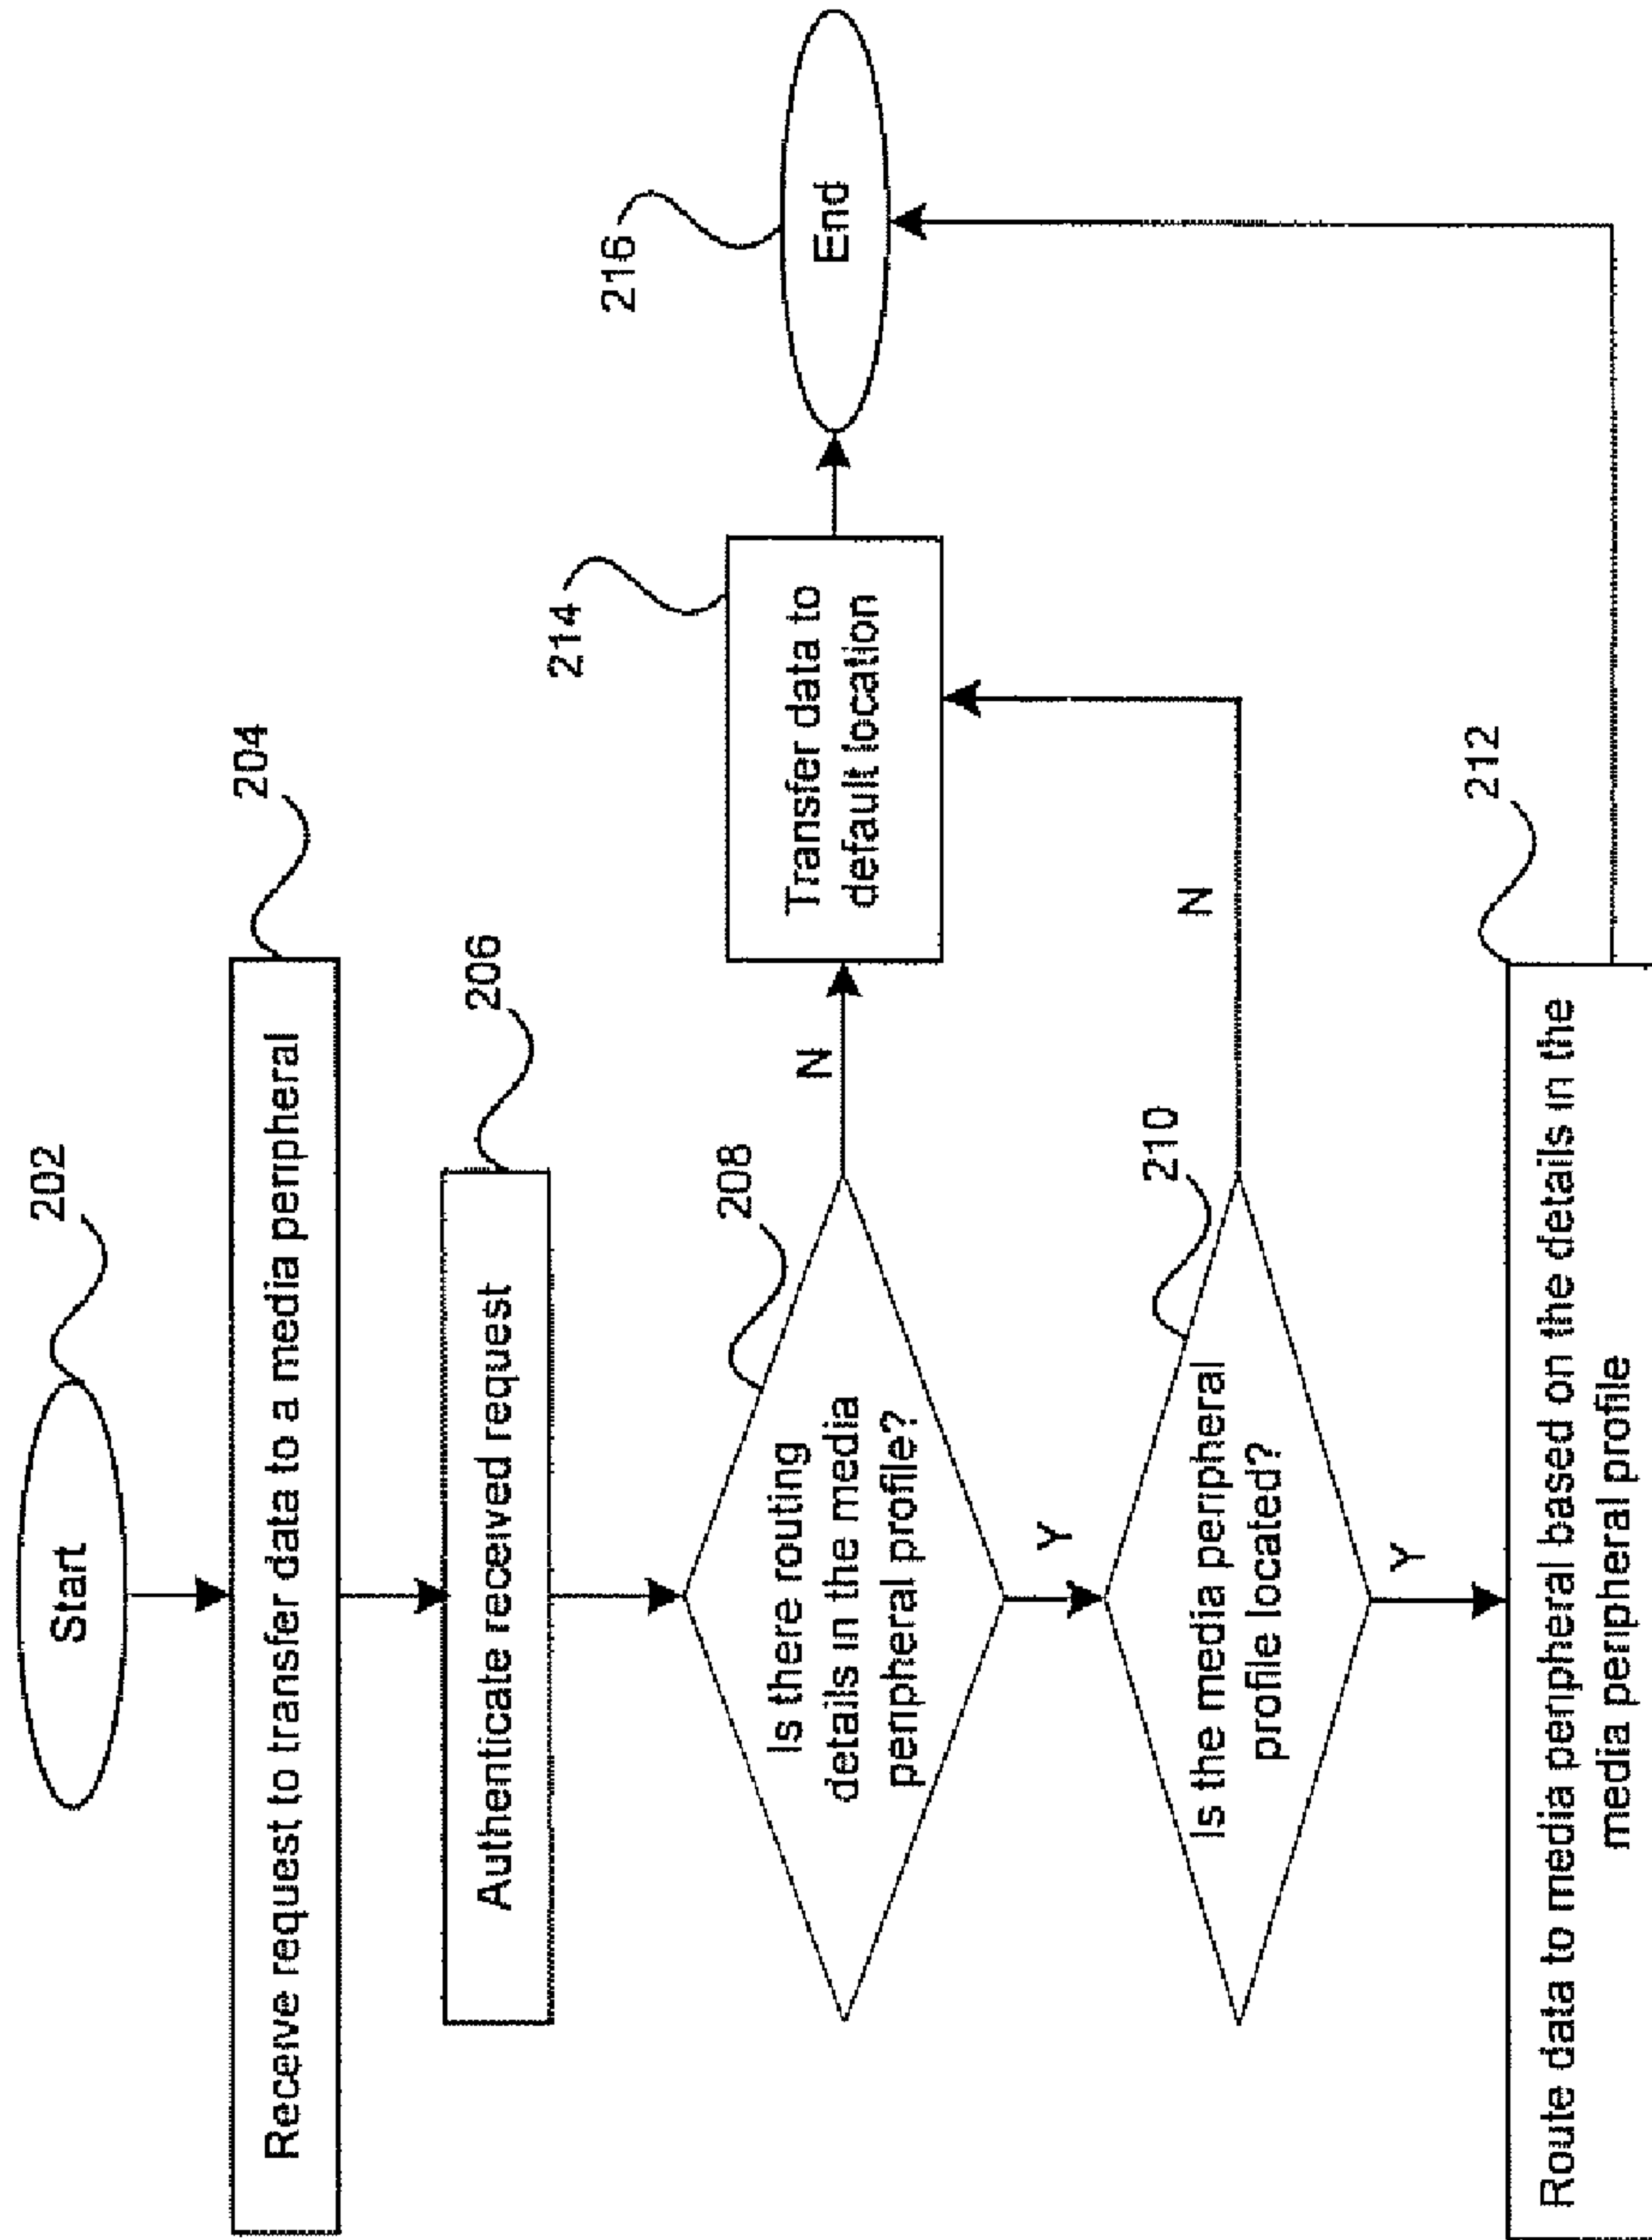 Start
202
Receive request to transfer data to a media peripheral
204
Authenticate received request
206
Is there routing
details in the media
peripheral profile?
208
N
Transfer data to
default location
214
End
216
Y
Is the media peripheral
profile located?
210
N
Y
Route data to media peripheral based on the details in the
media peripheral profile
212